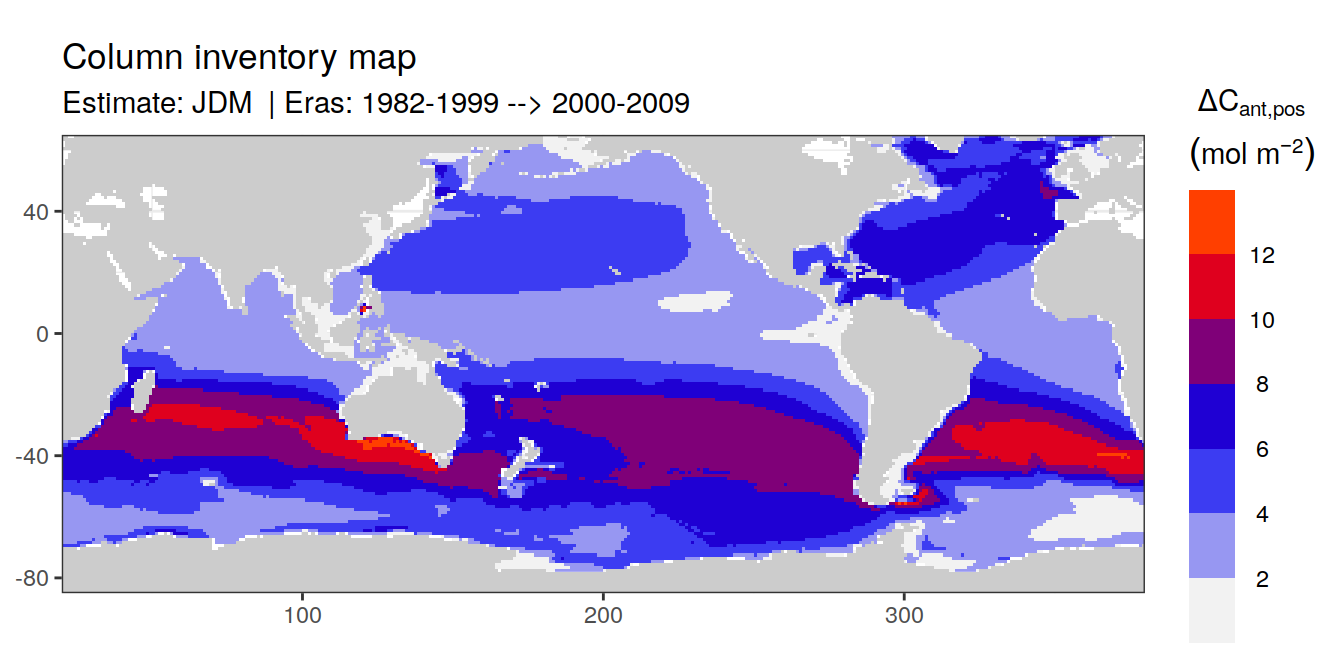 Column inventory map
Estimate: JDM | Eras: 1982-1999 --> 2000-2009
ΔCant,pos
(mol m−2)
12
10
8
6
4
2
40
0
-40
-80
100 200 300